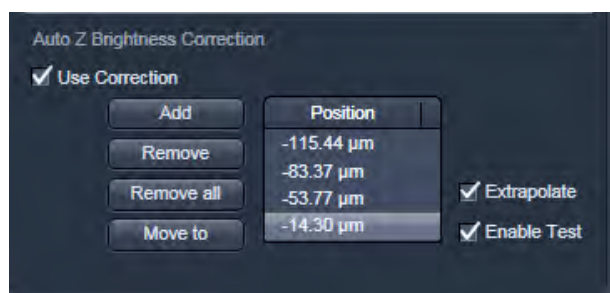 Auto Z Brightness Correction
Use Correction
Add
Remove
Remove all
Move to
Position
-115.44 µm
-83.37 µm
-53.77 µm
-14.30 µm
Extrapolate
Enable Test